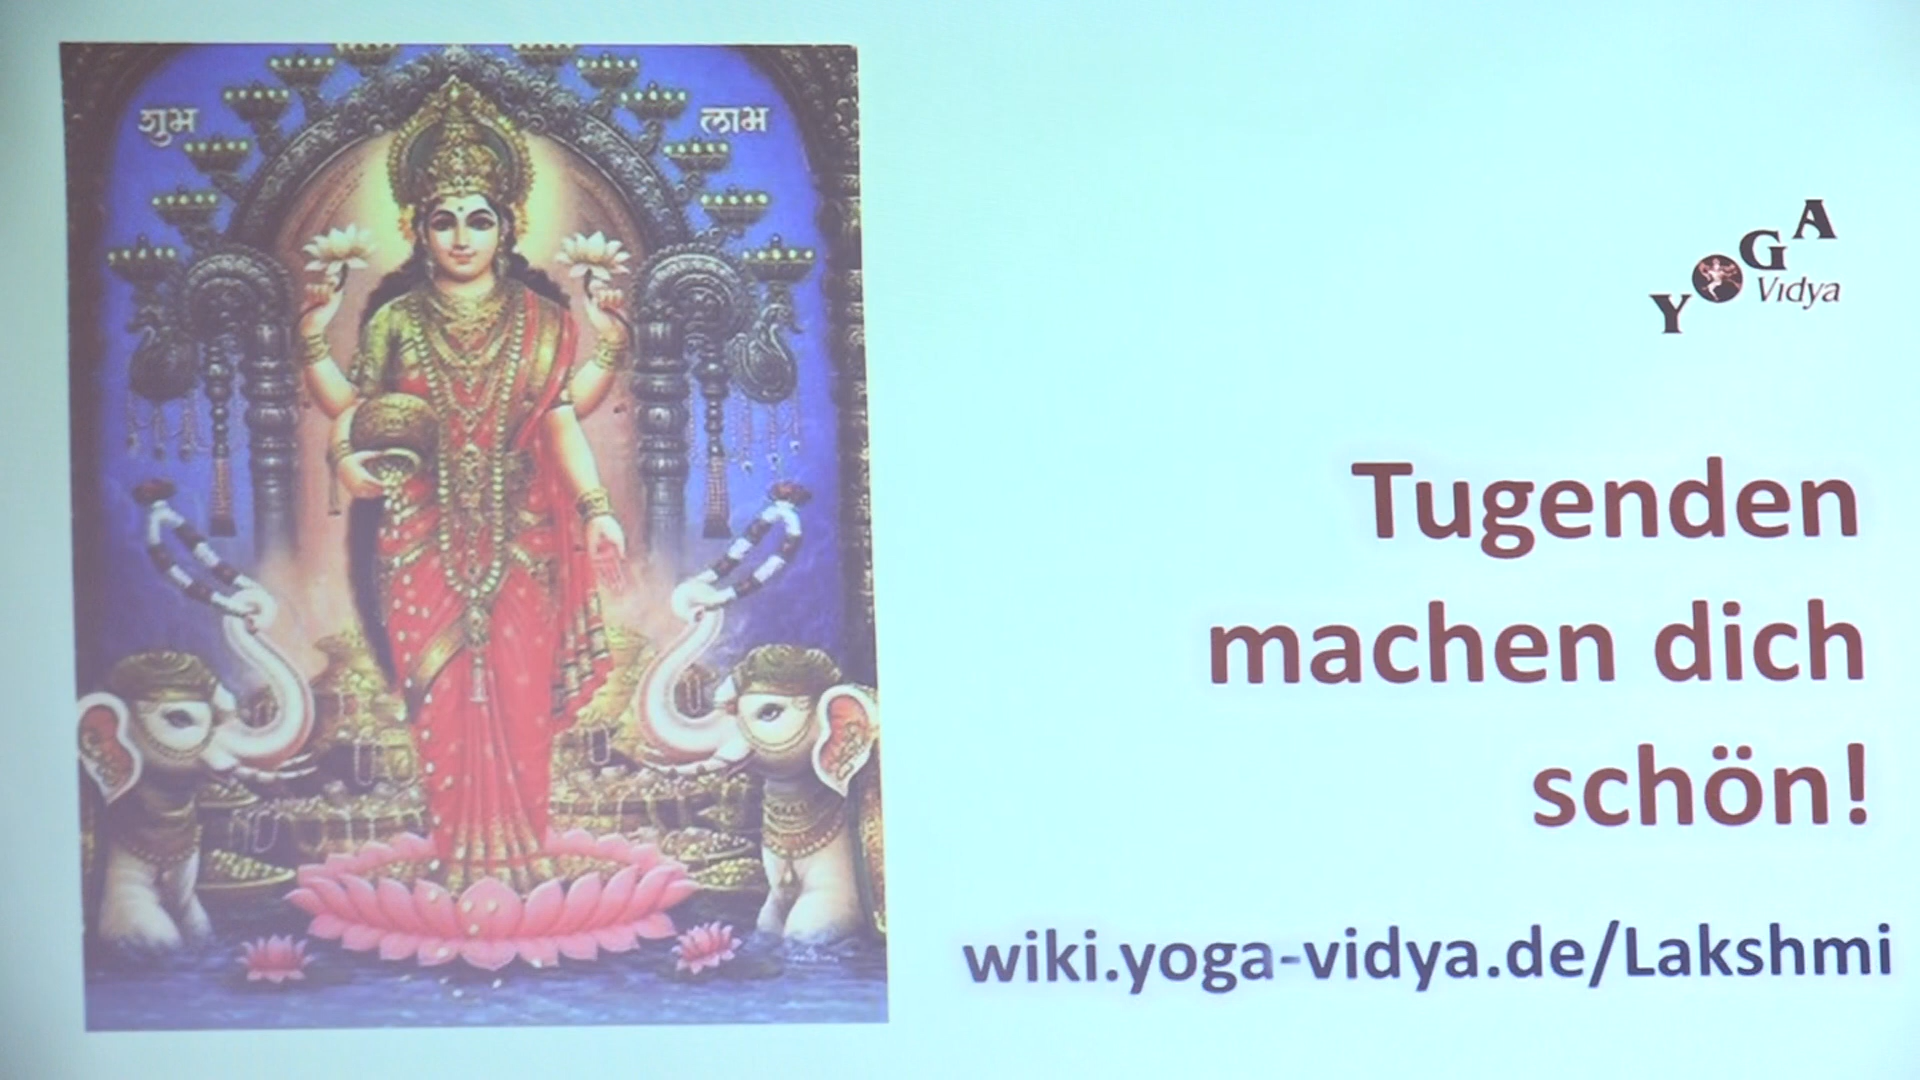 शुभ लाभ
YOGA
Vidya
Tugenden
machen dich
schön!
wiki.yoga-vidya.de/Lakshmi